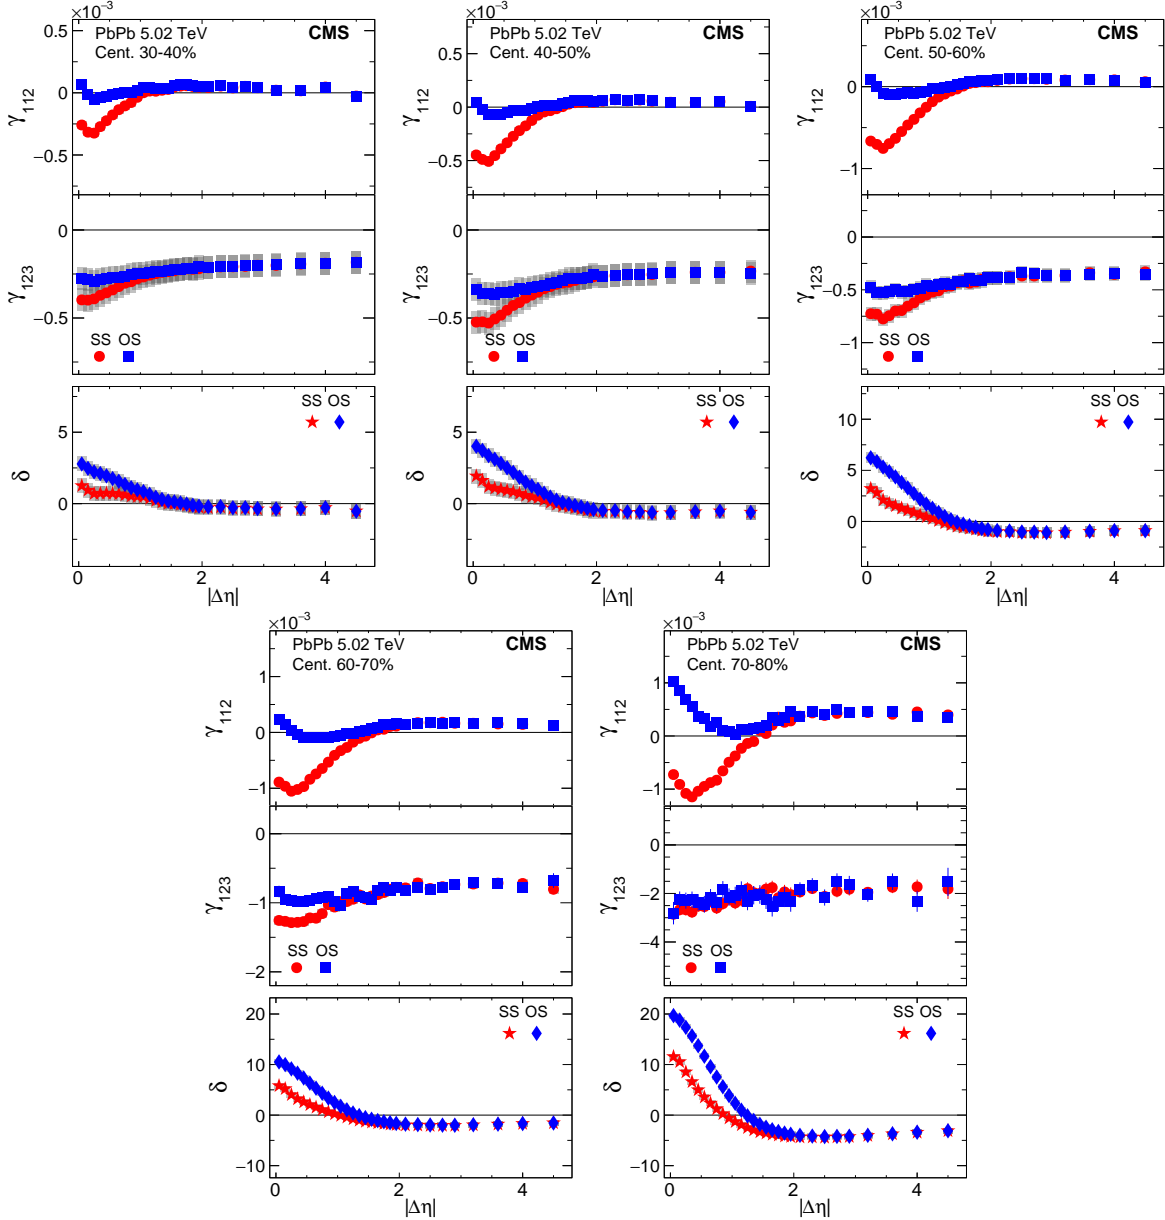 ×10⁻³ ×10⁻³ ×10⁻³
PbPb 5.02 TeV CMS
Cent. 30-40%
0.5
0
−0.5
γ112
0
−0.5
γ123
SS OS
SS OS
5
0
δ
0 2 4
|Δη|
PbPb 5.02 TeV CMS
Cent. 40-50%
0.5
0
−0.5
γ112
0
−0.5
γ123
SS OS
SS OS
5
0
δ
0 2 4
|Δη|
PbPb 5.02 TeV CMS
Cent. 50-60%
0
−1
γ112
0
−0.5
−1
γ123
SS OS
SS OS
10
5
0
δ
0 2 4
|Δη|
×10⁻³ ×10⁻³
PbPb 5.02 TeV CMS
Cent. 60-70%
1
0
−1
γ112
0
−1
−2
γ123
SS OS
SS OS
20
10
0
−10
δ
0 2 4
|Δη|
PbPb 5.02 TeV CMS
Cent. 70-80%
1
0
−1
γ112
0
−2
−4
γ123
SS OS
SS OS
20
10
0
−10
δ
0 2 4
|Δη|